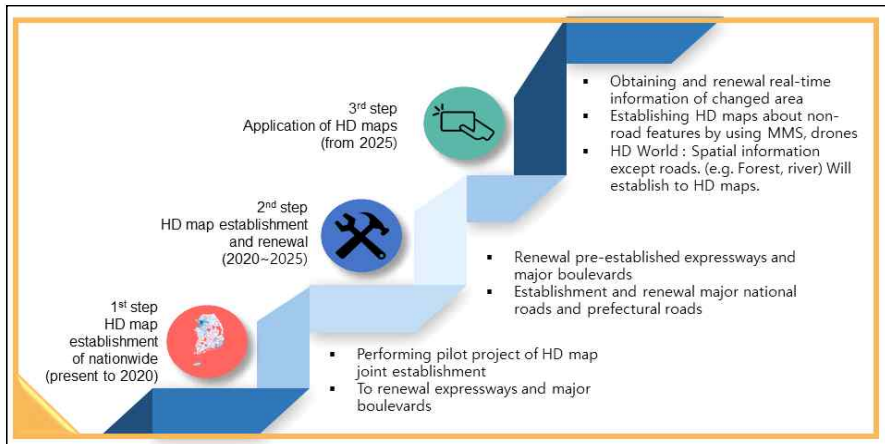 3rd step
Application of HD maps
(from 2025)
▪ Obtaining and renewal real-time
information of changed area
▪ Establishing HD maps about non-
road features by using MMS, drones
▪ HD World : Spatial information
except roads. (e.g. Forest, river) Will
establish to HD maps.
2nd step
HD map establishment
and renewal
(2020~2025)
▪ Renewal pre-established expressways and
major boulevards
▪ Establishment and renewal major national
roads and prefectural roads
1st step
HD map
establishment
of nationwide
(present to 2020)
▪ Performing pilot project of HD map
joint establishment
▪ To renewal expressways and major
boulevards